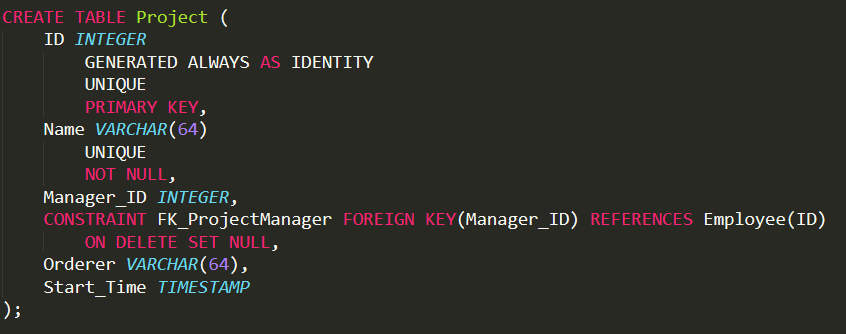 CREATE TABLE Project (
    ID INTEGER
        GENERATED ALWAYS AS IDENTITY
        UNIQUE
        PRIMARY KEY,
    Name VARCHAR(64)
        UNIQUE
        NOT NULL,
    Manager_ID INTEGER,
    CONSTRAINT FK_ProjectManager FOREIGN KEY(Manager_ID) REFERENCES Employee(ID)
        ON DELETE SET NULL,
    Orderer VARCHAR(64),
    Start_Time TIMESTAMP
);